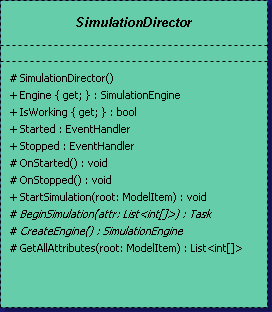 SimulationDirector
# SimulationDirector()
+ Engine { get; } : SimulationEngine
+ IsWorking { get; } : bool
+ Started : EventHandler
+ Stopped : EventHandler
# OnStarted() : void
# OnStopped() : void
+ StartSimulation(root: ModelItem) : void
# BeginSimulation(attr: List<int[]>) : Task
# CreateEngine() : SimulationEngine
# GetAllAttributes(root: ModelItem) : List<int[]>